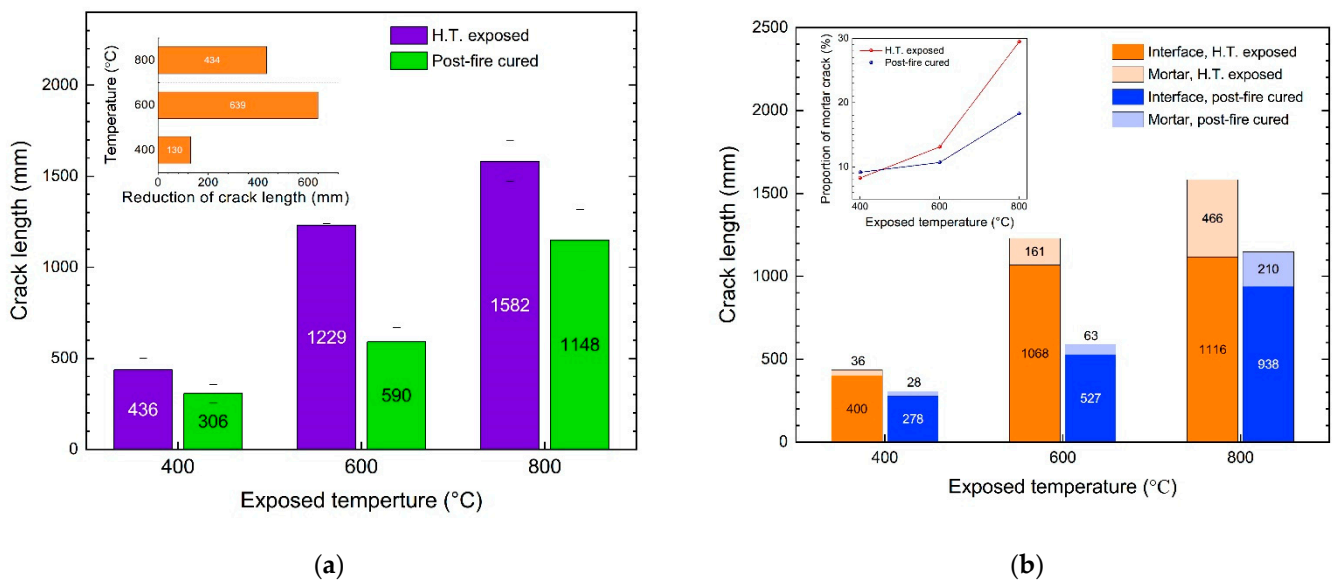 H.T. exposed
Post-fire cured
Temperature (°C)
800
600
400
434
639
130
0
200
400
600
Reduction of crack length (mm)
Crack length (mm)
2000
1500
1000
500
0
436
306
1229
590
1582
1148
400
600
800
Exposed temperture (°C)
(a)
Interface, H.T. exposed
Mortar, H.T. exposed
Interface, post-fire cured
Mortar, post-fire cured
H.T. exposed
Post-fire cured
Proportion of mortar crack (%)
30
20
10
400
600
800
Exposed temperature (°C)
Crack length (mm)
2500
2000
1500
1000
500
0
36
400
28
278
161
1068
63
527
466
1116
210
938
400
600
800
Exposed temperature (°C)
(b)